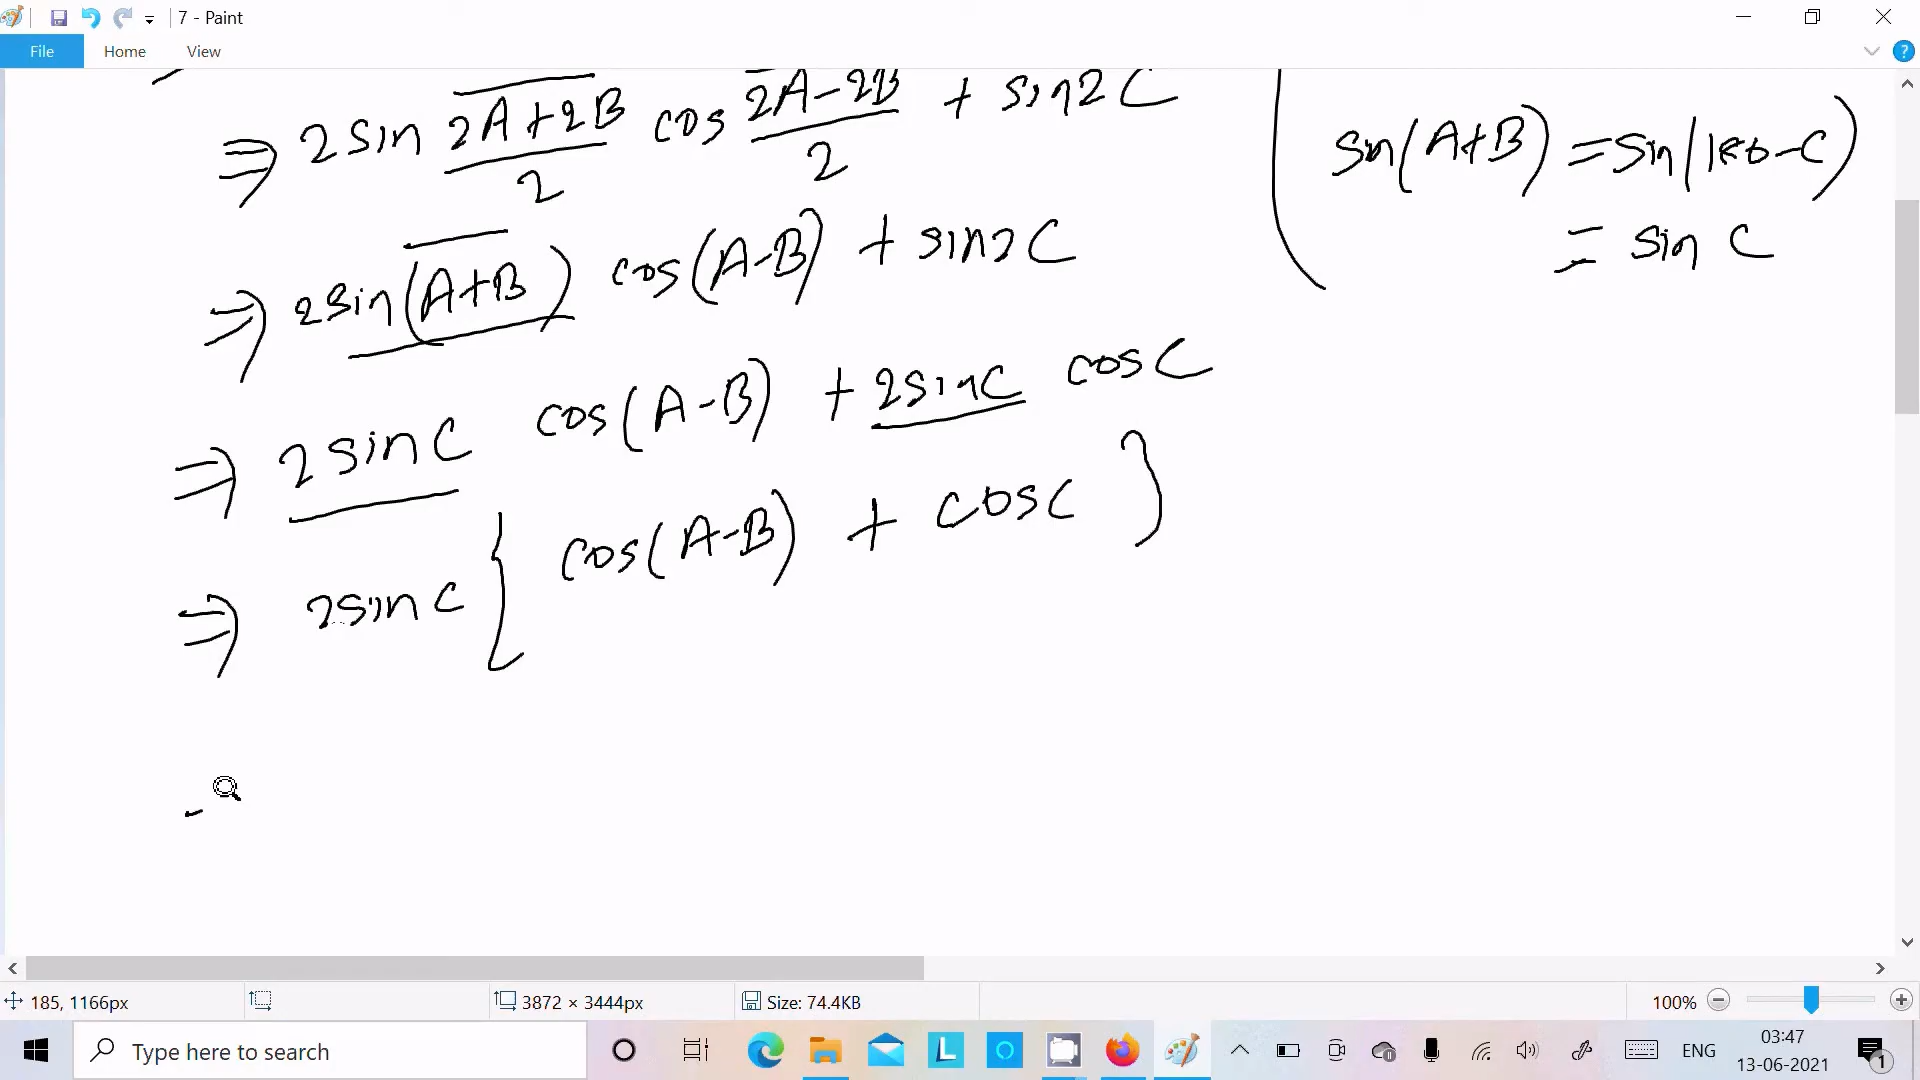 7 - Paint
File Home View
⇒ 2 sin (2A+2B)/2 cos (2A-2B)/2 + sin2C
sin(A+B) = sin(180-C)
= sin C
⇒ 2sin(A+B) cos(A-B) + sin2C
⇒ 2sinC cos(A-B) + 2sinC cosC
⇒ 2sinC { cos(A-B) + cosC }
185, 1166px 3872 × 3444px Size: 74.4KB 100%
Type here to search ENG 03:47
13-06-2021 1